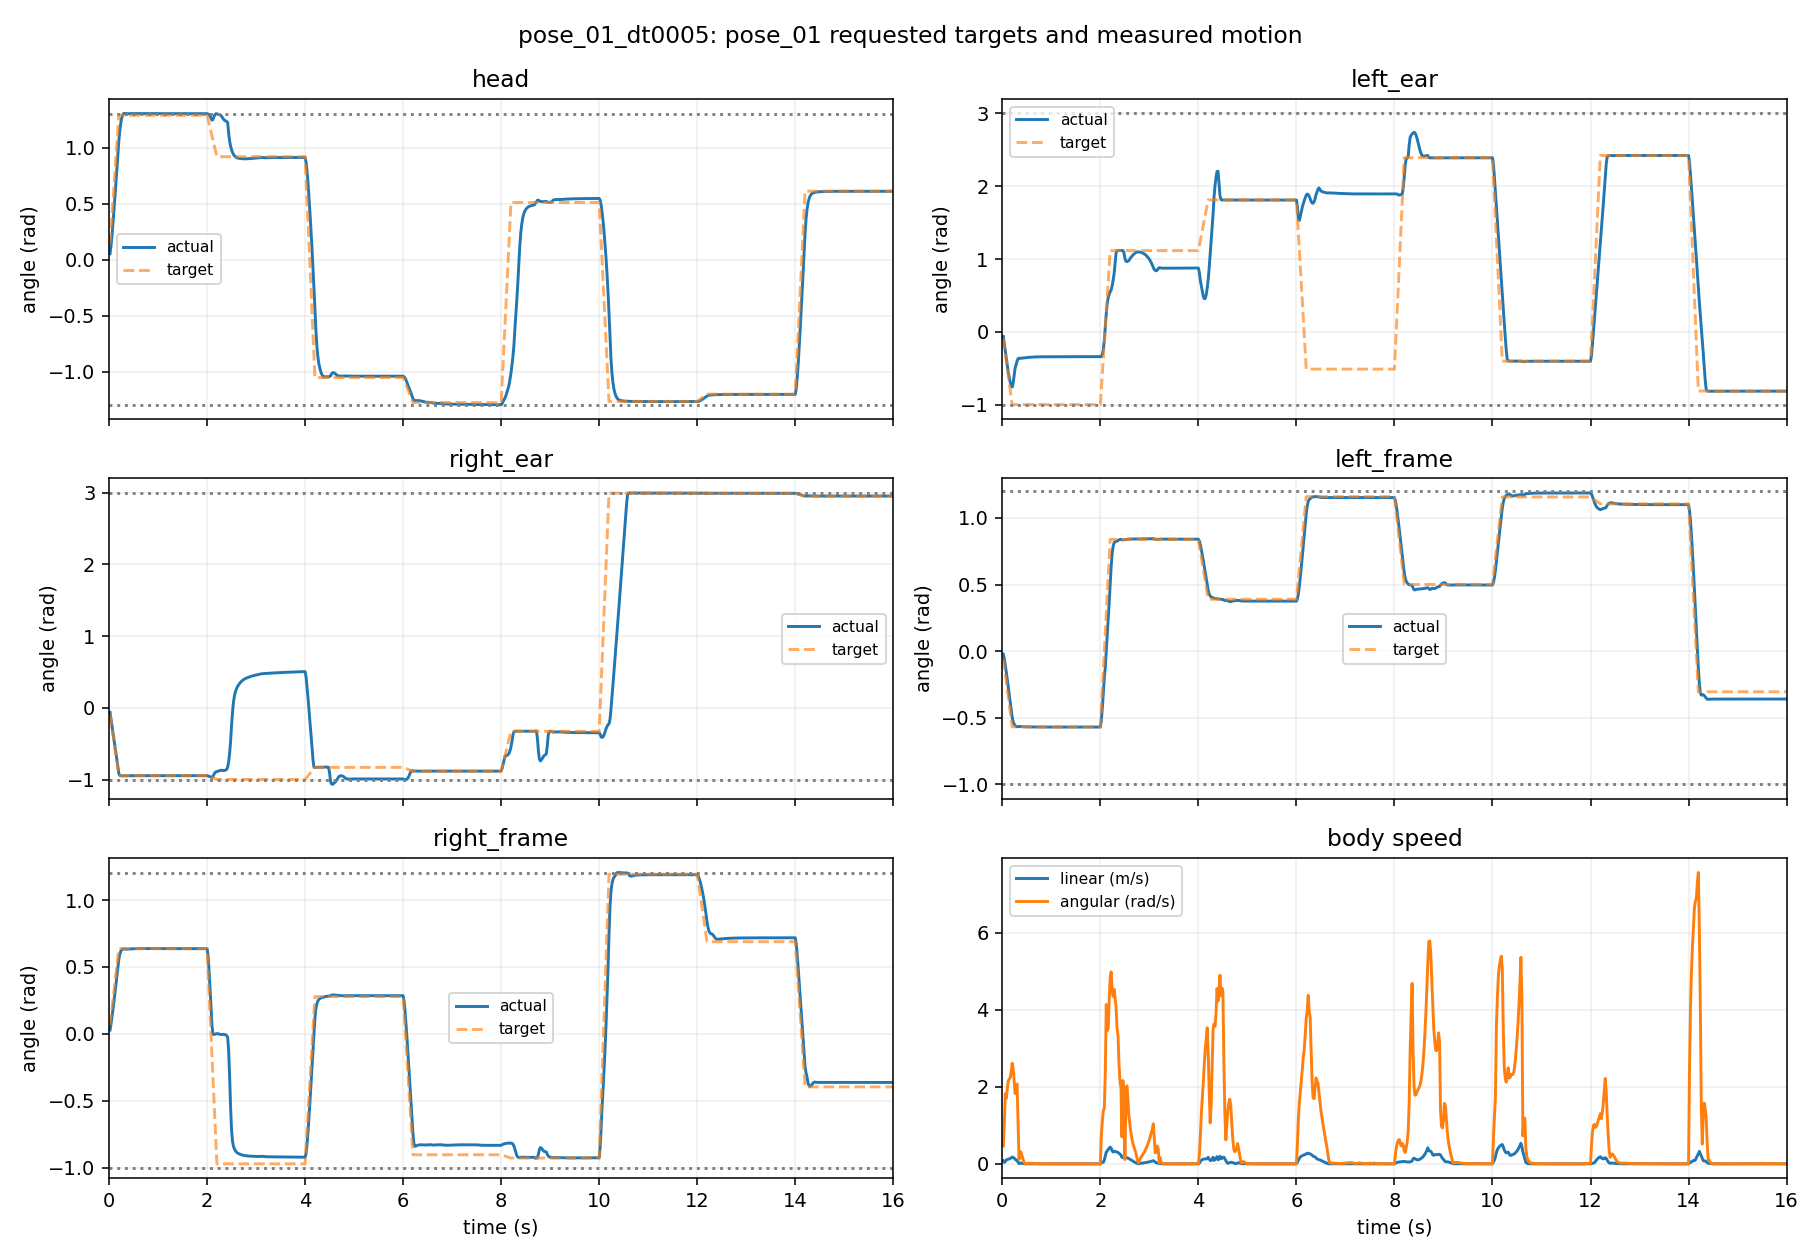 pose_01_dt0005: pose_01 requested targets and measured motion
head
angle (rad)
1.0
0.5
0.0
−0.5
−1.0
actual
target
left_ear
angle (rad)
3
2
1
0
−1
actual
target
right_ear
angle (rad)
3
2
1
0
−1
actual
target
left_frame
angle (rad)
1.0
0.5
0.0
−0.5
−1.0
actual
target
right_frame
angle (rad)
1.0
0.5
0.0
−0.5
−1.0
actual
target
0 2 4 6 8 10 12 14 16
time (s)
body speed
6
4
2
0
linear (m/s)
angular (rad/s)
0 2 4 6 8 10 12 14 16
time (s)